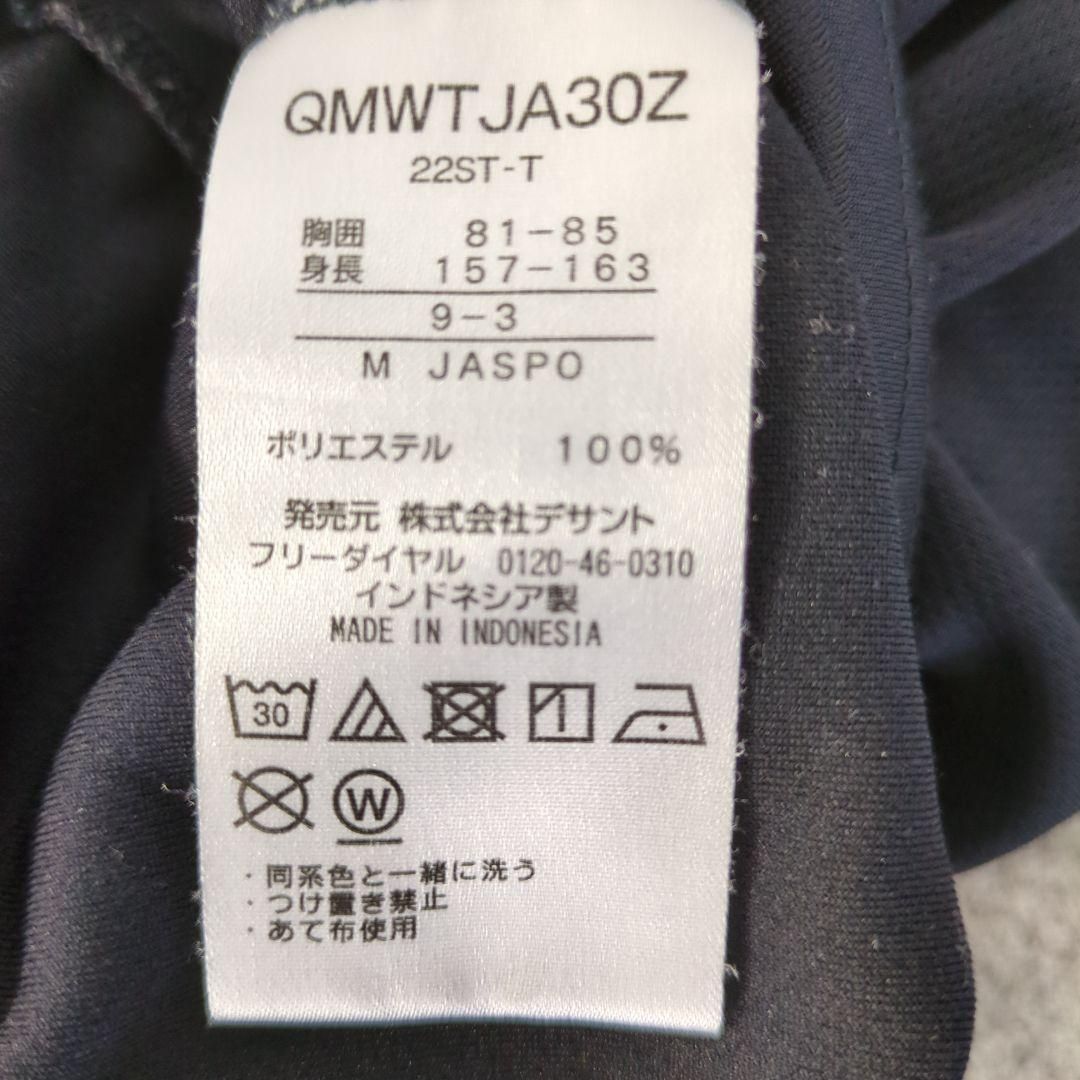 QMWTJA30Z
22ST-T
胸囲 81-85
身長 157-163
9-3
M JASPO
ポリエステル 100%
発売元 株式会社デサント
フリーダイヤル 0120-46-0310
インドネシア製
MADE IN INDONESIA
30
W
・同系色と一緒に洗う
・つけ置き禁止
・あて布使用